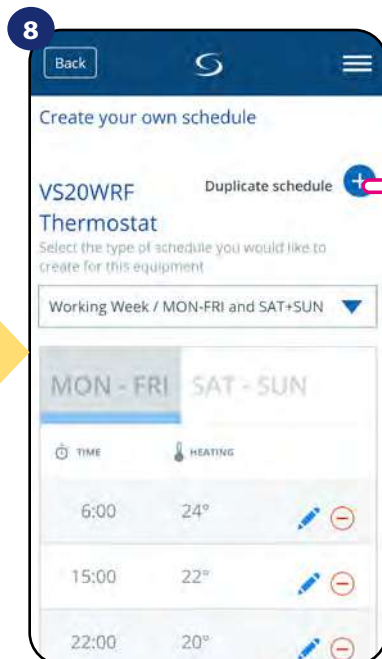 8
Back
Create your own schedule
Duplicate schedule +
VS20WRF
Thermostat
Select the type of schedule you would like to
create for this equipment
Working Week / MON-FRI and SAT+SUN
MON - FRI SAT - SUN
TIME HEATING
6:00 24°
15:00 22°
22:00 20°